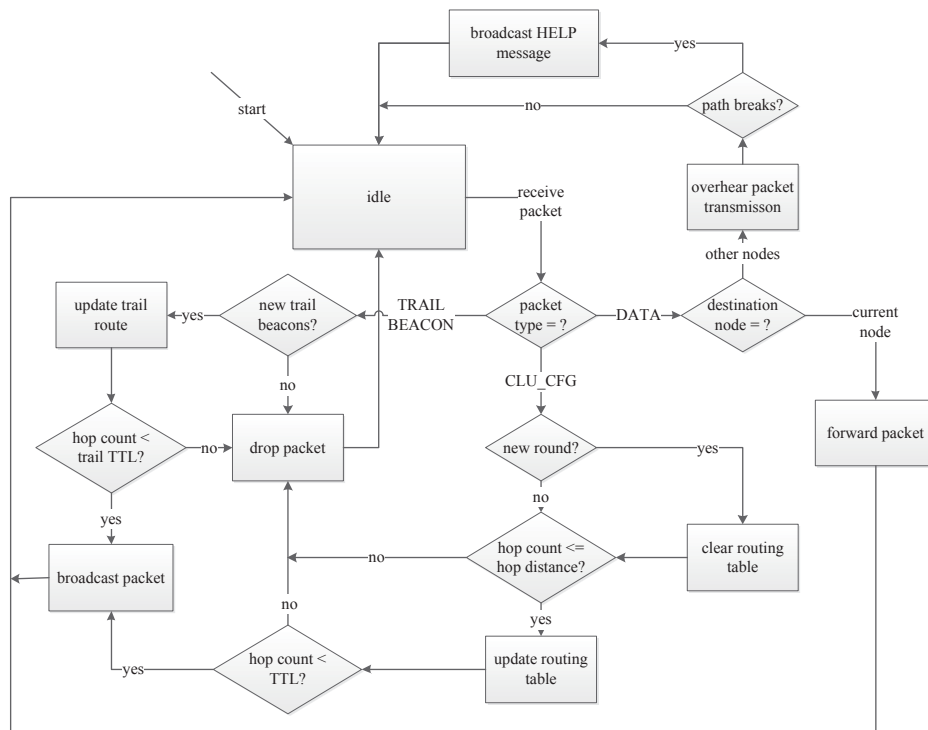 broadcast HELP
message
yes
path breaks?
no
start
idle
receive
packet
overhear packet
transmisson
other nodes
update trail
route
yes
new trail
beacons?
TRAIL
BEACON
packet
type = ?
DATA
destination
node = ?
current
node
no
CLU_CFG
hop count <
trail TTL?
no
drop packet
new round?
yes
forward packet
yes
no
broadcast packet
no
hop count <=
hop distance?
clear routing
table
no
yes
yes
hop count <
TTL?
update routing
table